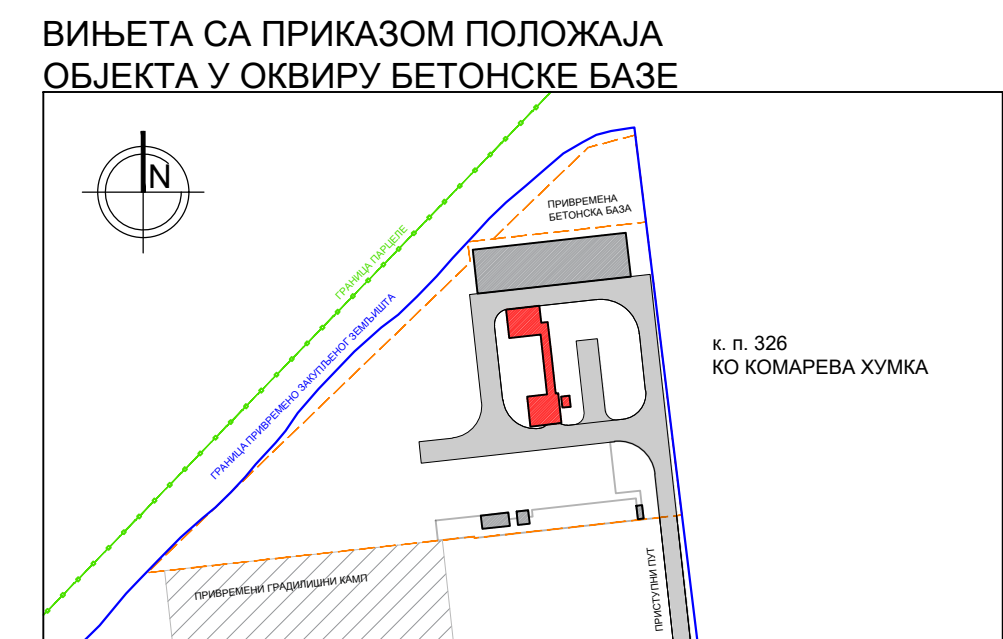 ВИЊЕТА СА ПРИКАЗОМ ПОЛОЖАЈА
ОБЈЕКТА У ОКВИРУ БЕТОНСКЕ БАЗЕ
N
ПРИВРЕМЕНА
БЕТОНСКА БАЗА
ГРАНИЦА ПАРЦЕЛЕ
ГРАНИЦА ПРИВРЕМЕНО ЗАКУПЉЕНОГ ЗЕМЉИШТА
к. п. 326
КО КОМАРЕВА ХУМКА
ПРИВРЕМЕНИ ГРАДИЛИШНИ КАМП
ПРИСТУПНИ ПУТ